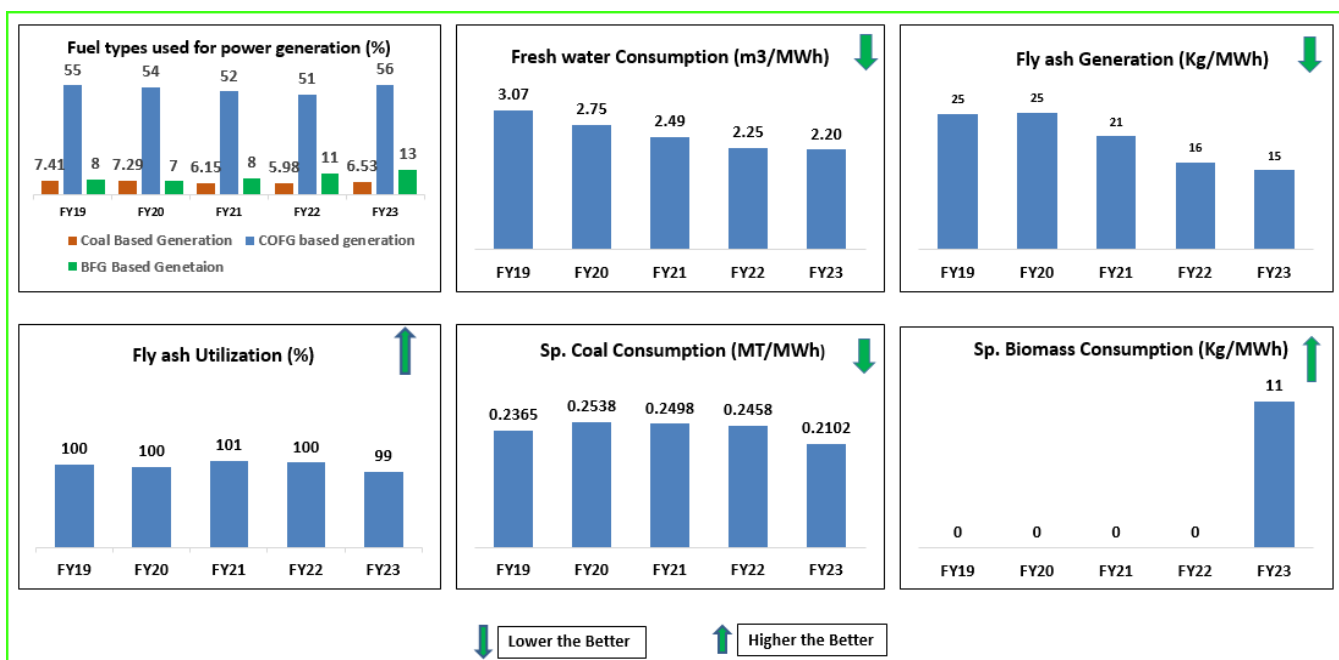 Fuel types used for power generation (%)
55 54 52 51 56
7.41 8 7.29 7 6.15 8 5.98 11 6.53 13
FY19 FY20 FY21 FY22 FY23
Coal Based Generation COFG based generation
BFG Based Genetaion
Fresh water Consumption (m3/MWh)
3.07 2.75 2.49 2.25 2.20
FY19 FY20 FY21 FY22 FY23
Fly ash Generation (Kg/MWh)
25 25 21 16 15
FY19 FY20 FY21 FY22 FY23
Fly ash Utilization (%)
100 100 101 100 99
FY19 FY20 FY21 FY22 FY23
Sp. Coal Consumption (MT/MWh)
0.2365 0.2538 0.2498 0.2458 0.2102
FY19 FY20 FY21 FY22 FY23
Sp. Biomass Consumption (Kg/MWh)
11
0 0 0 0
FY19 FY20 FY21 FY22 FY23
Lower the Better
Higher the Better